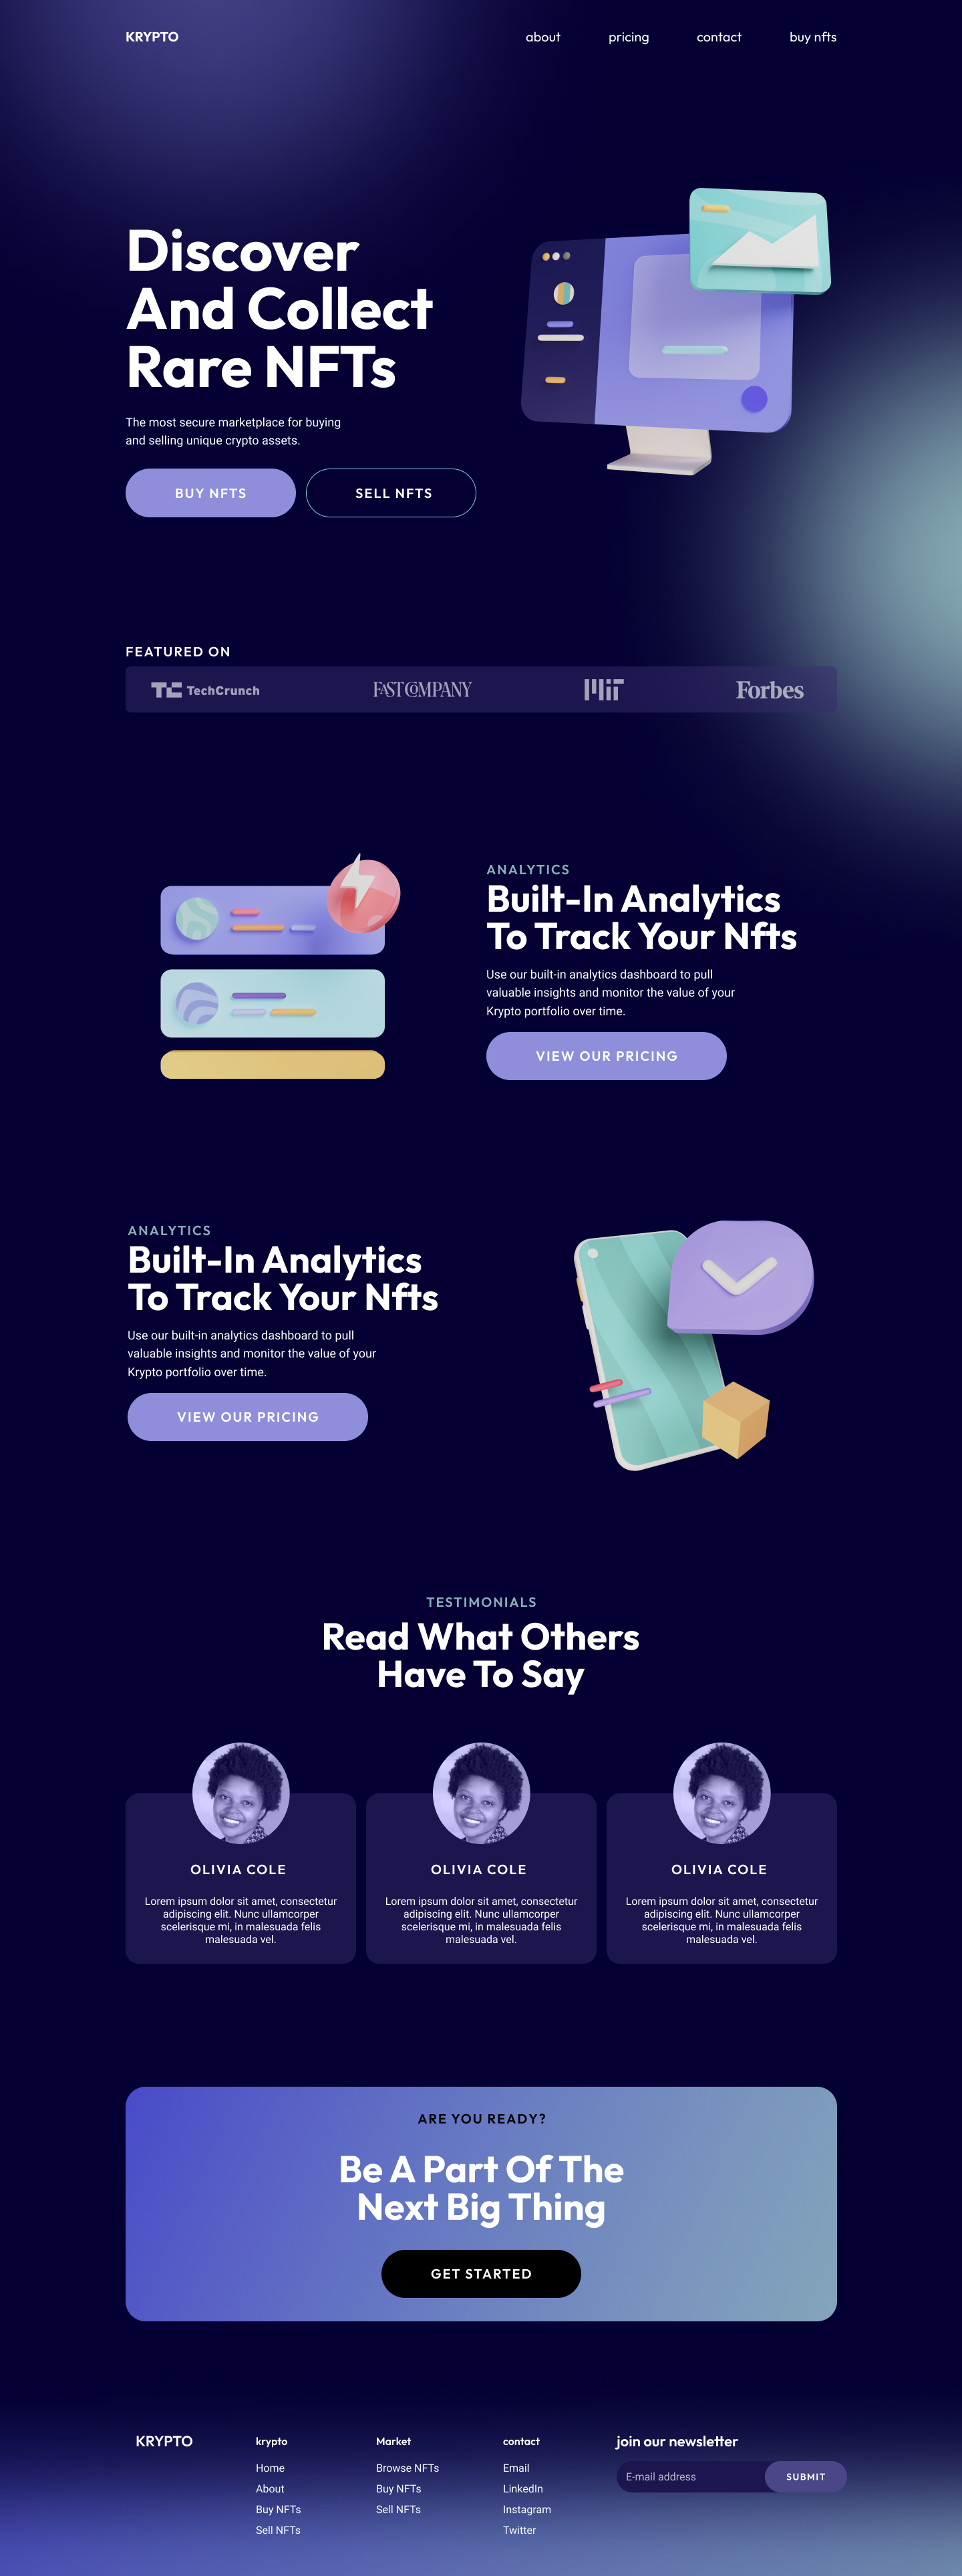 KRYPTO
about
pricing
contact
buy nfts
Discover
And Collect
Rare NFTs
The most secure marketplace for buying
and selling unique crypto assets.
BUY NFTS
SELL NFTS
FEATURED ON
TC TechCrunch
FAST COMPANY
MIT
Forbes
ANALYTICS
Built-In Analytics
To Track Your Nfts
Use our built-in analytics dashboard to pull
valuable insights and monitor the value of your
Krypto portfolio over time.
VIEW OUR PRICING
ANALYTICS
Built-In Analytics
To Track Your Nfts
Use our built-in analytics dashboard to pull
valuable insights and monitor the value of your
Krypto portfolio over time.
VIEW OUR PRICING
TESTIMONIALS
Read What Others
Have To Say
OLIVIA COLE
Lorem ipsum dolor sit amet, consectetur
adipiscing elit. Nunc ullamcorper
scelerisque mi, in malesuada felis
malesuada vel.
OLIVIA COLE
Lorem ipsum dolor sit amet, consectetur
adipiscing elit. Nunc ullamcorper
scelerisque mi, in malesuada felis
malesuada vel.
OLIVIA COLE
Lorem ipsum dolor sit amet, consectetur
adipiscing elit. Nunc ullamcorper
scelerisque mi, in malesuada felis
malesuada vel.
ARE YOU READY?
Be A Part Of The
Next Big Thing
GET STARTED
KRYPTO
krypto
Home
About
Buy NFTs
Sell NFTs
Market
Browse NFTs
Buy NFTs
Sell NFTs
contact
Email
LinkedIn
Instagram
Twitter
join our newsletter
E-mail address
SUBMIT